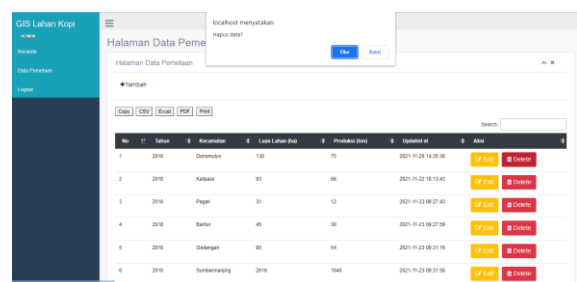 GIS Lahan Kopi
ADMIN
Beranda
Data Pemetaan
Logout
localhost menyatakan
Hapus data?
Oke Batal
Halaman Data Peme
Halaman Data Pemetaan
+Tambah
Copy CSV Excel PDF Print
Search:
No Tahun Kecamatan Luas Lahan (ha) Produksi (ton) Updated at Aksi
1 2018 Donomulyo 138 75 2021-11-26 14:35:36 Edit Delete
2 2018 Kalipare 93 66 2021-11-22 18:13:43 Edit Delete
3 2018 Pagak 31 12 2021-11-23 09:27:43 Edit Delete
4 2018 Bantur 45 30 2021-11-23 09:27:59 Edit Delete
5 2018 Gedangan 95 54 2021-11-23 09:31:16 Edit Delete
6 2018 Sumbermanjing 2616 1048 2021-11-23 09:31:58 Edit Delete